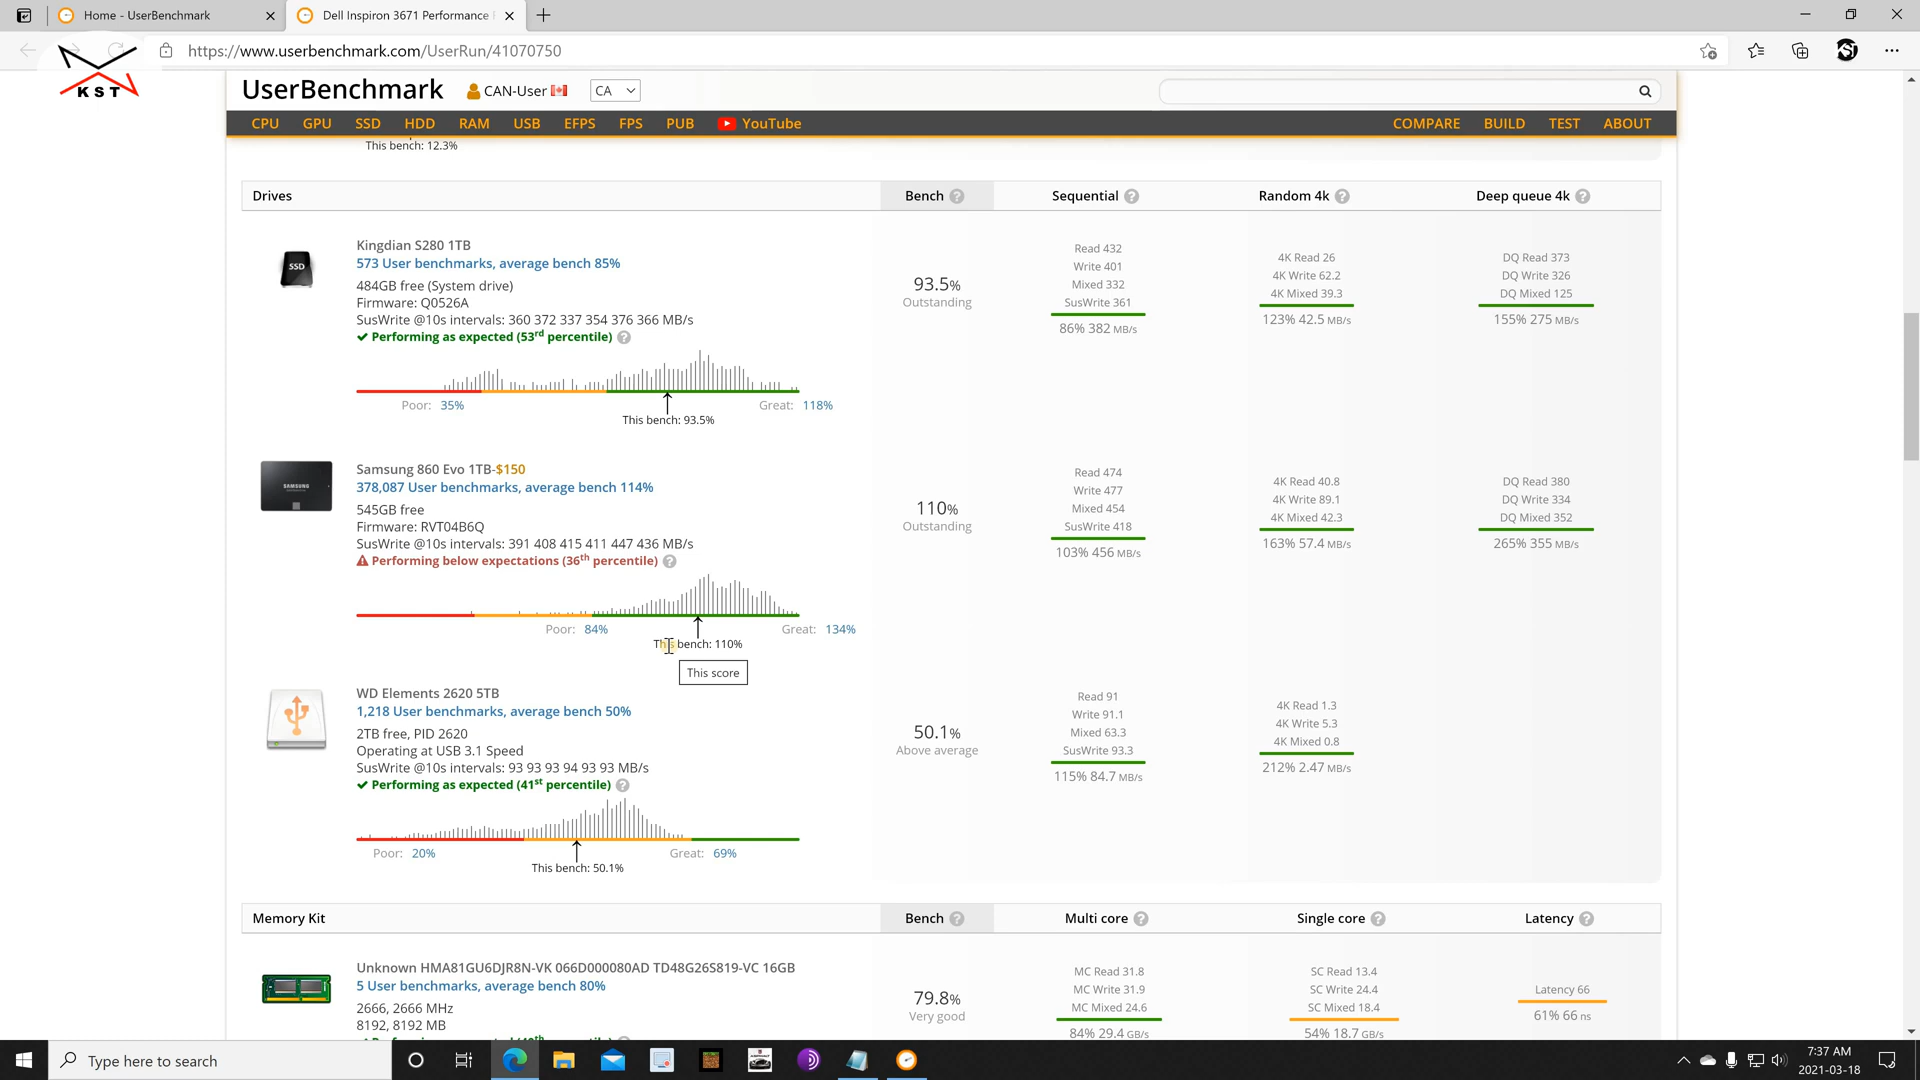 Home - UserBenchmark
Dell Inspiron 3671 Performance
https://www.userbenchmark.com/UserRun/41070750
KST
UserBenchmark
CAN-User
CA
CPU GPU SSD HDD RAM USB EFPS FPS PUB YouTube
COMPARE BUILD TEST ABOUT
This bench: 12.3%
Drives Bench ? Sequential ? Random 4k ? Deep queue 4k ?
SSD
Kingdian S280 1TB
573 User benchmarks, average bench 85%
484GB free (System drive)
Firmware: Q0526A
SusWrite @10s intervals: 360 372 337 354 376 366 MB/s
Performing as expected (53rd percentile) ?
Poor: 35%
Great: 118%
This bench: 93.5%
93.5%
Outstanding
Read 432
Write 401
Mixed 332
SusWrite 361
86% 382 MB/s
4K Read 26
4K Write 62.2
4K Mixed 39.3
123% 42.5 MB/s
DQ Read 373
DQ Write 326
DQ Mixed 125
155% 275 MB/s
SAMSUNG
Samsung 860 Evo 1TB-$150
378,087 User benchmarks, average bench 114%
545GB free
Firmware: RVT04B6Q
SusWrite @10s intervals: 391 408 415 411 447 436 MB/s
Performing below expectations (36th percentile) ?
Poor: 84%
Great: 134%
This bench: 110%
This score
110%
Outstanding
Read 474
Write 477
Mixed 454
SusWrite 418
103% 456 MB/s
4K Read 40.8
4K Write 89.1
4K Mixed 42.3
163% 57.4 MB/s
DQ Read 380
DQ Write 334
DQ Mixed 352
265% 355 MB/s
WD Elements 2620 5TB
1,218 User benchmarks, average bench 50%
2TB free, PID 2620
Operating at USB 3.1 Speed
SusWrite @10s intervals: 93 93 93 94 93 93 MB/s
Performing as expected (41st percentile) ?
Poor: 20%
Great: 69%
This bench: 50.1%
50.1%
Above average
Read 91
Write 91.1
Mixed 63.3
SusWrite 93.3
115% 84.7 MB/s
4K Read 1.3
4K Write 5.3
4K Mixed 0.8
212% 2.47 MB/s
Memory Kit Bench ? Multi core ? Single core ? Latency ?
Unknown HMA81GU6DJR8N-VK 066D000080AD TD48G26S819-VC 16GB
5 User benchmarks, average bench 80%
2666, 2666 MHz
8192, 8192 MB
79.8%
Very good
MC Read 31.8
MC Write 31.9
MC Mixed 24.6
84% 29.4 GB/s
SC Read 13.4
SC Write 24.4
SC Mixed 18.4
54% 18.7 GB/s
Latency 66
61% 66 ns
Type here to search
7:37 AM
2021-03-18